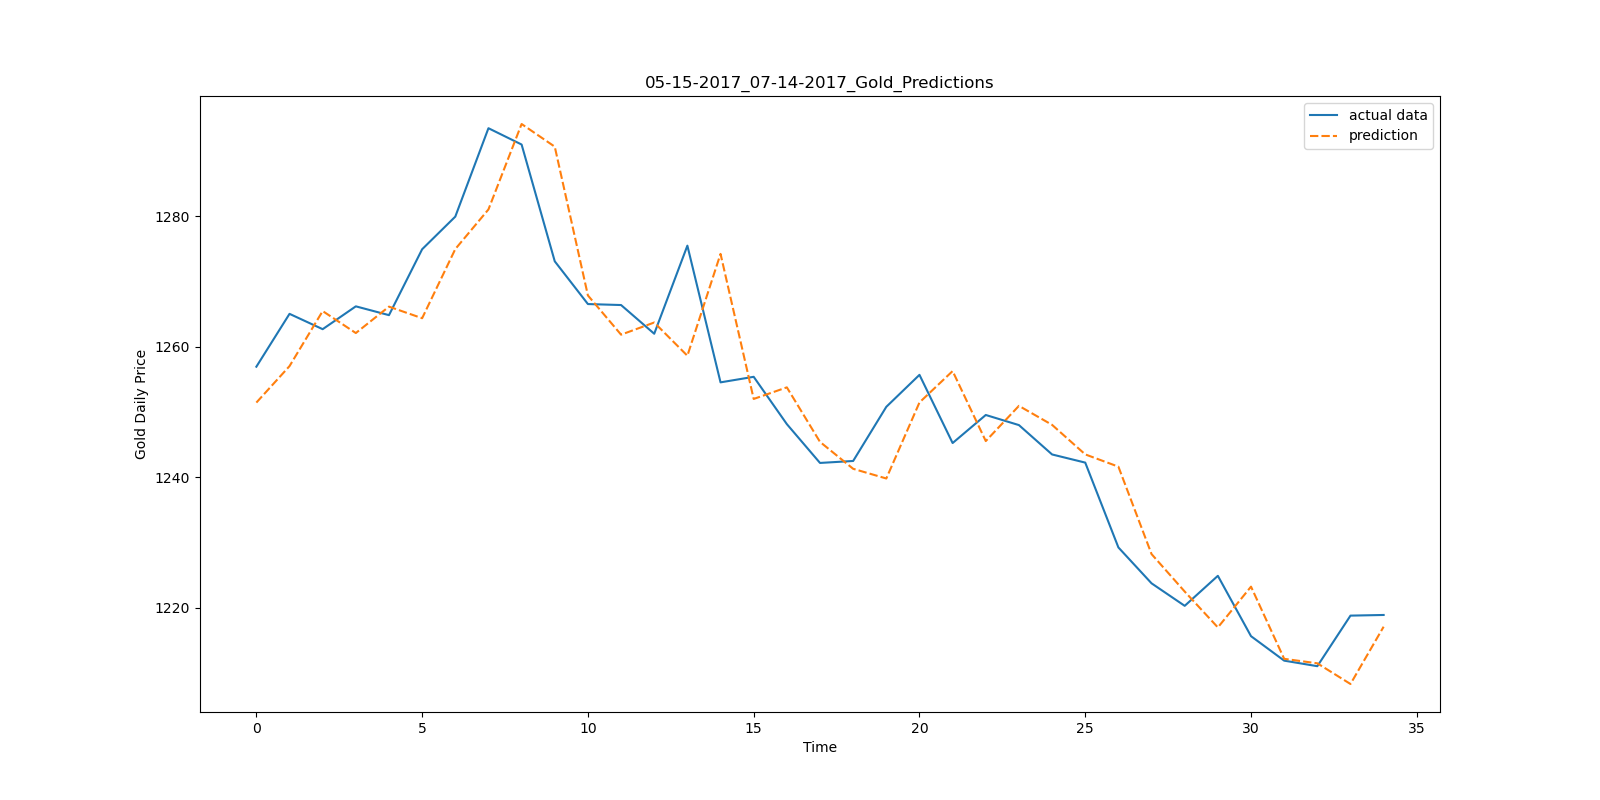 05-15-2017_07-14-2017_Gold_Predictions
actual data
prediction
Gold Daily Price
1280
1260
1240
1220
0 5 10 15 20 25 30 35
Time